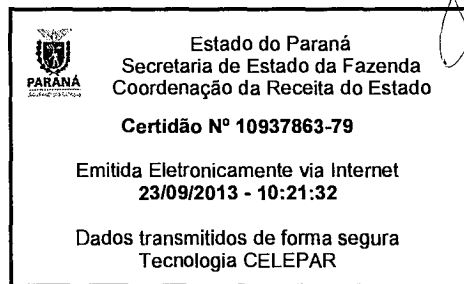 Estado do Paraná
Secretaria de Estado da Fazenda
PARANÁ
Coordenação da Receita do Estado
Certidão Nº 10937863-79
Emitida Eletronicamente via Internet
23/09/2013 - 10:21:32
Dados transmitidos de forma segura
Tecnologia CELEPAR